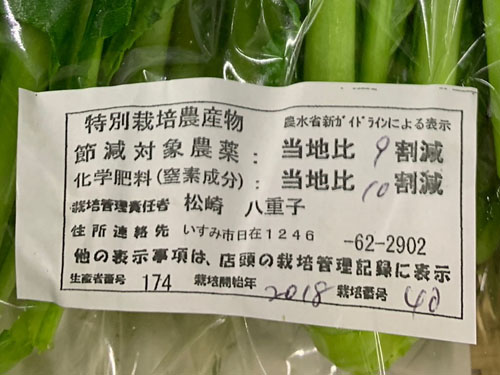 特別栽培農産物 農水省新ガイドラインによる表示
節減対象農薬：当地比 9割減
化学肥料（窒素成分）：当地比 10割減
栽培管理責任者 松崎 八重子
住所連絡先 いすみ市日在1246 -62-2902
他の表示事項は、店頭の栽培管理記録に表示
生産者番号 174 栽培開始年 2018 栽培番号 40